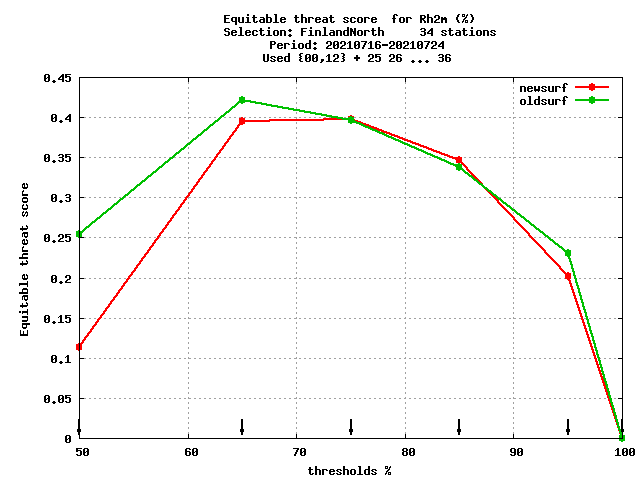 Equitable threat score  for Rh2m (%)
Selection: FinlandNorth     34 stations
Period: 20210716-20210724
Used {00,12} + 25 26 ... 36
newsurf
oldsurf
0.45
0.4
0.35
0.3
0.25
0.2
0.15
0.1
0.05
0
Equitable threat score
50 60 70 80 90 100
thresholds %